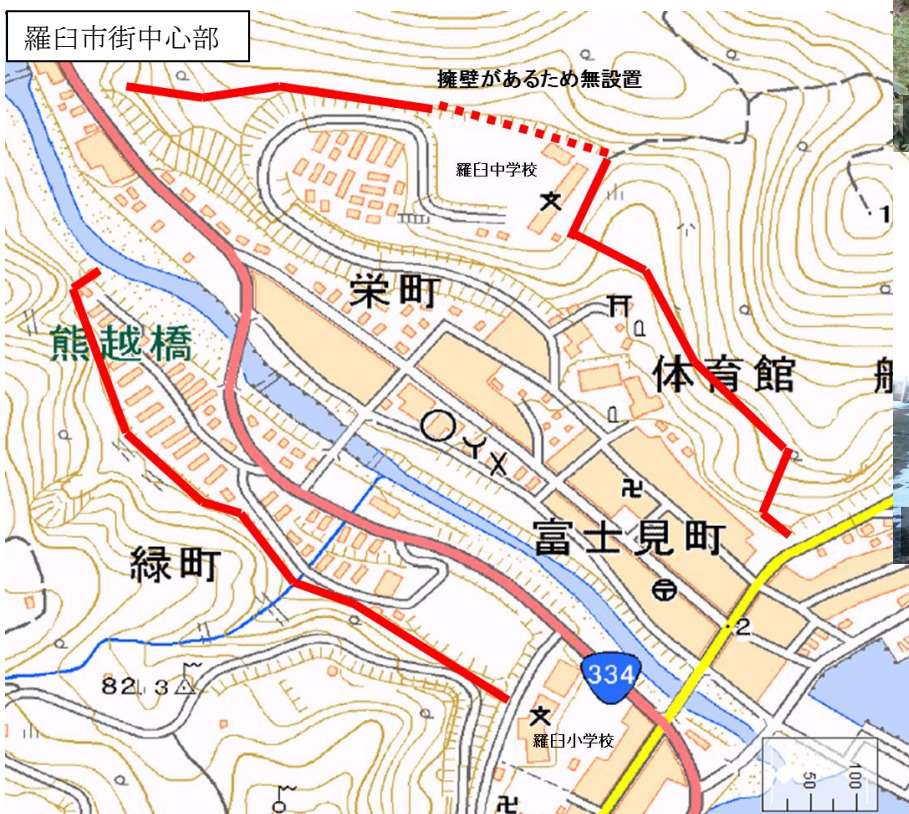 羅臼市街中心部
擁壁があるため無設置
羅臼中学校
栄町
熊越橋
体育館
富士見町
緑町
2
334
82.3
羅臼小学校
50
100
1